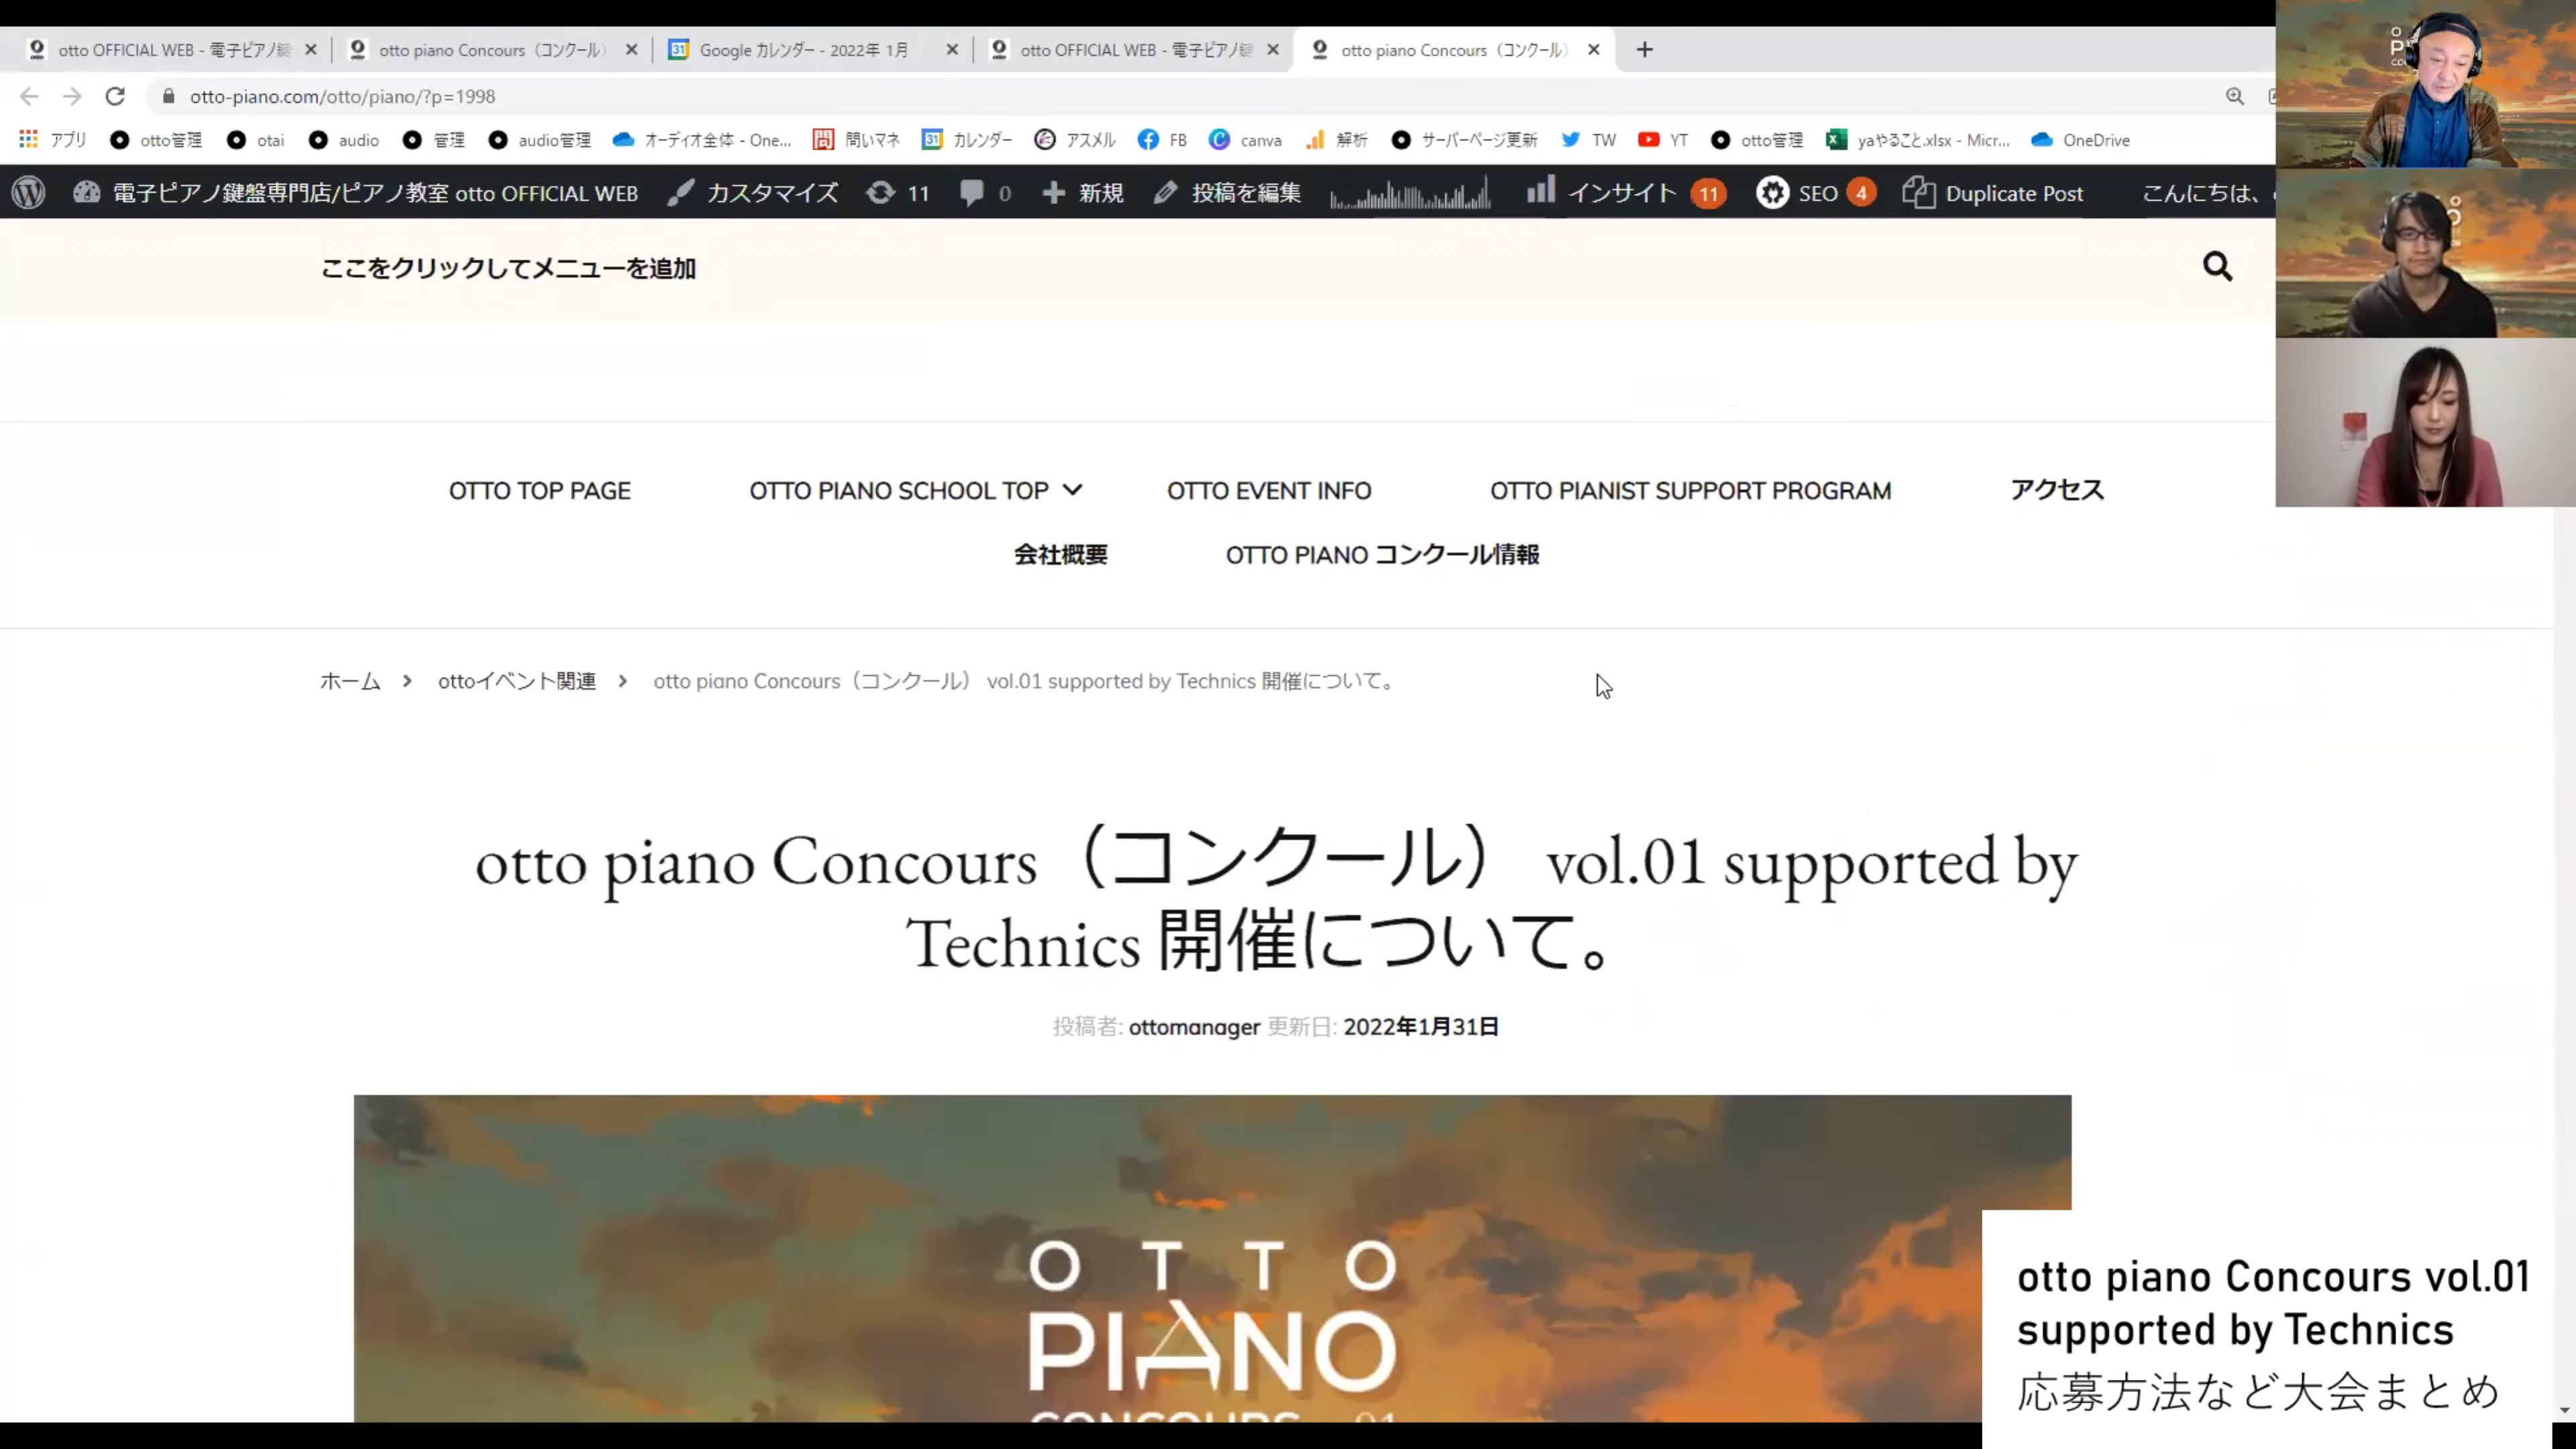 otto OFFICIAL WEB - 電子ピアノ鍵
otto piano Concours（コンクール）
Google カレンダー - 2022年 1月
otto OFFICIAL WEB - 電子ピアノ鍵
otto piano Concours（コンクール）
otto-piano.com/otto/piano/?p=1998
アプリ otto管理 otai audio 管理 audio管理 オーディオ全体 - One... 問いマネ カレンダー アスメル FB canva 解析 サーバーページ更新 TW YT otto管理 yaやること.xlsx - Micr... OneDrive
電子ピアノ鍵盤専門店/ピアノ教室 otto OFFICIAL WEB カスタマイズ 11 0 新規 投稿を編集 インサイト 11 SEO 4 Duplicate Post こんにちは、
ここをクリックしてメニューを追加
OTTO TOP PAGE OTTO PIANO SCHOOL TOP OTTO EVENT INFO OTTO PIANIST SUPPORT PROGRAM アクセス
会社概要 OTTO PIANO コンクール情報
ホーム > ottoイベント関連 > otto piano Concours（コンクール） vol.01 supported by Technics 開催について。
otto piano Concours（コンクール） vol.01 supported by
Technics 開催について。
投稿者: ottomanager 更新日: 2022年1月31日
OTTO
PIANO
CONCOURS 01
otto piano Concours vol.01
supported by Technics
応募方法など大会まとめ